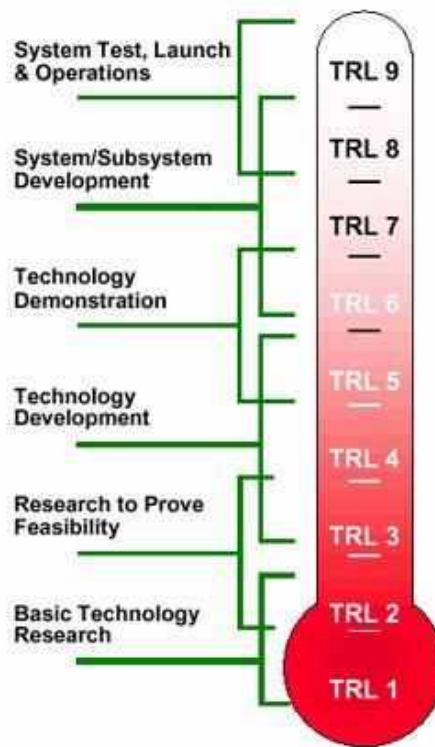 System Test, Launch
& Operations
System/Subsystem
Development
Technology
Demonstration
Technology
Development
Research to Prove
Feasibility
Basic Technology
Research
TRL 9
TRL 8
TRL 7
TRL 6
TRL 5
TRL 4
TRL 3
TRL 2
TRL 1